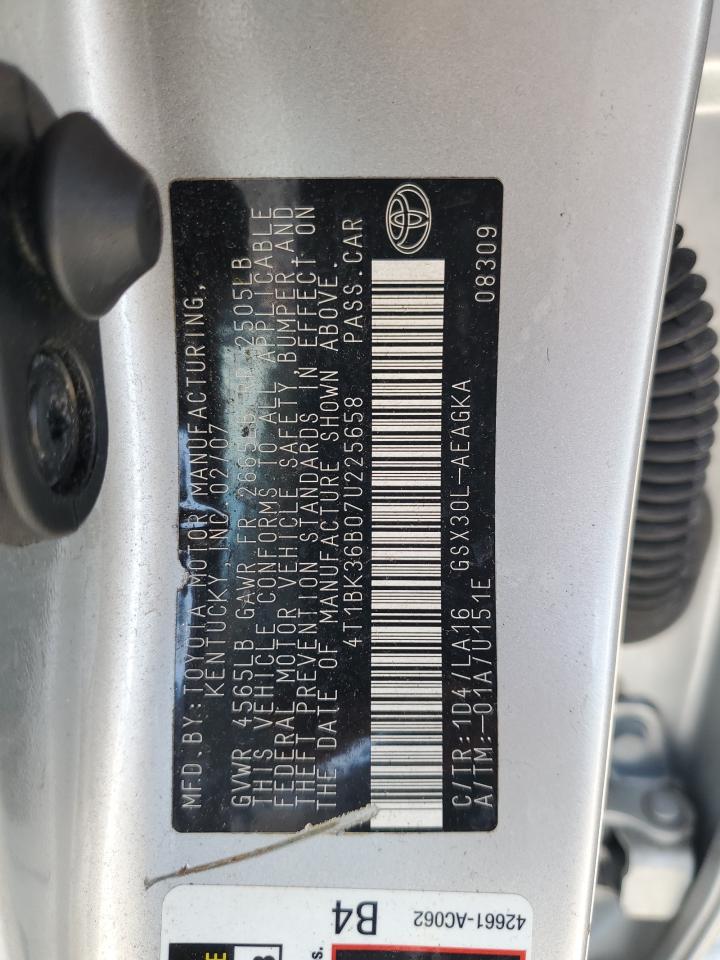 MFD.BY:TOYOTA MOTOR MANUFACTURING,
KENTUCKY, INC. 02/07
GVWR 4565LB GAWR FR 2665LB RR 2505LB
THIS VEHICLE CONFORMS TO ALL APPLICABLE
FEDERAL MOTOR VEHICLE SAFETY, BUMPER AND
THEFT PREVENTION STANDARDS IN EFFECT ON
THE DATE OF MANUFACTURE SHOWN ABOVE.
4T1BK36B07U225658 PASS.CAR
C/TR:1D4/LA16 GSX30L-AEAGKA
A/TM:-01A/U151E 08309
B4
42661-AC062